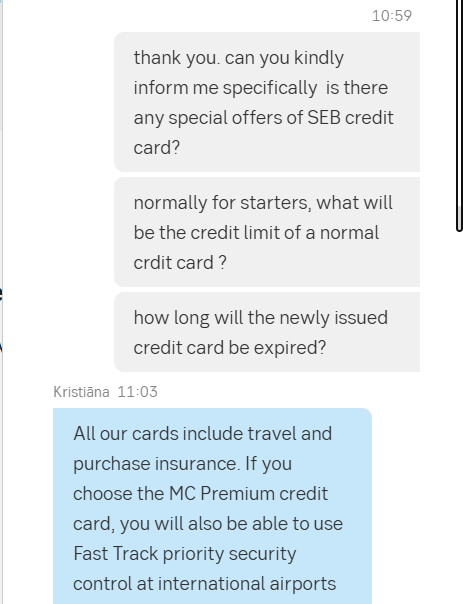 10:59
thank you. can you kindly
inform me specifically  is there
any special offers of SEB credit
card?
normally for starters, what will
be the credit limit of a normal
crdit card ?
how long will the newly issued
credit card be expired?
Kristiāna 11:03
All our cards include travel and
purchase insurance. If you
choose the MC Premium credit
card, you will also be able to use
Fast Track priority security
control at international airports